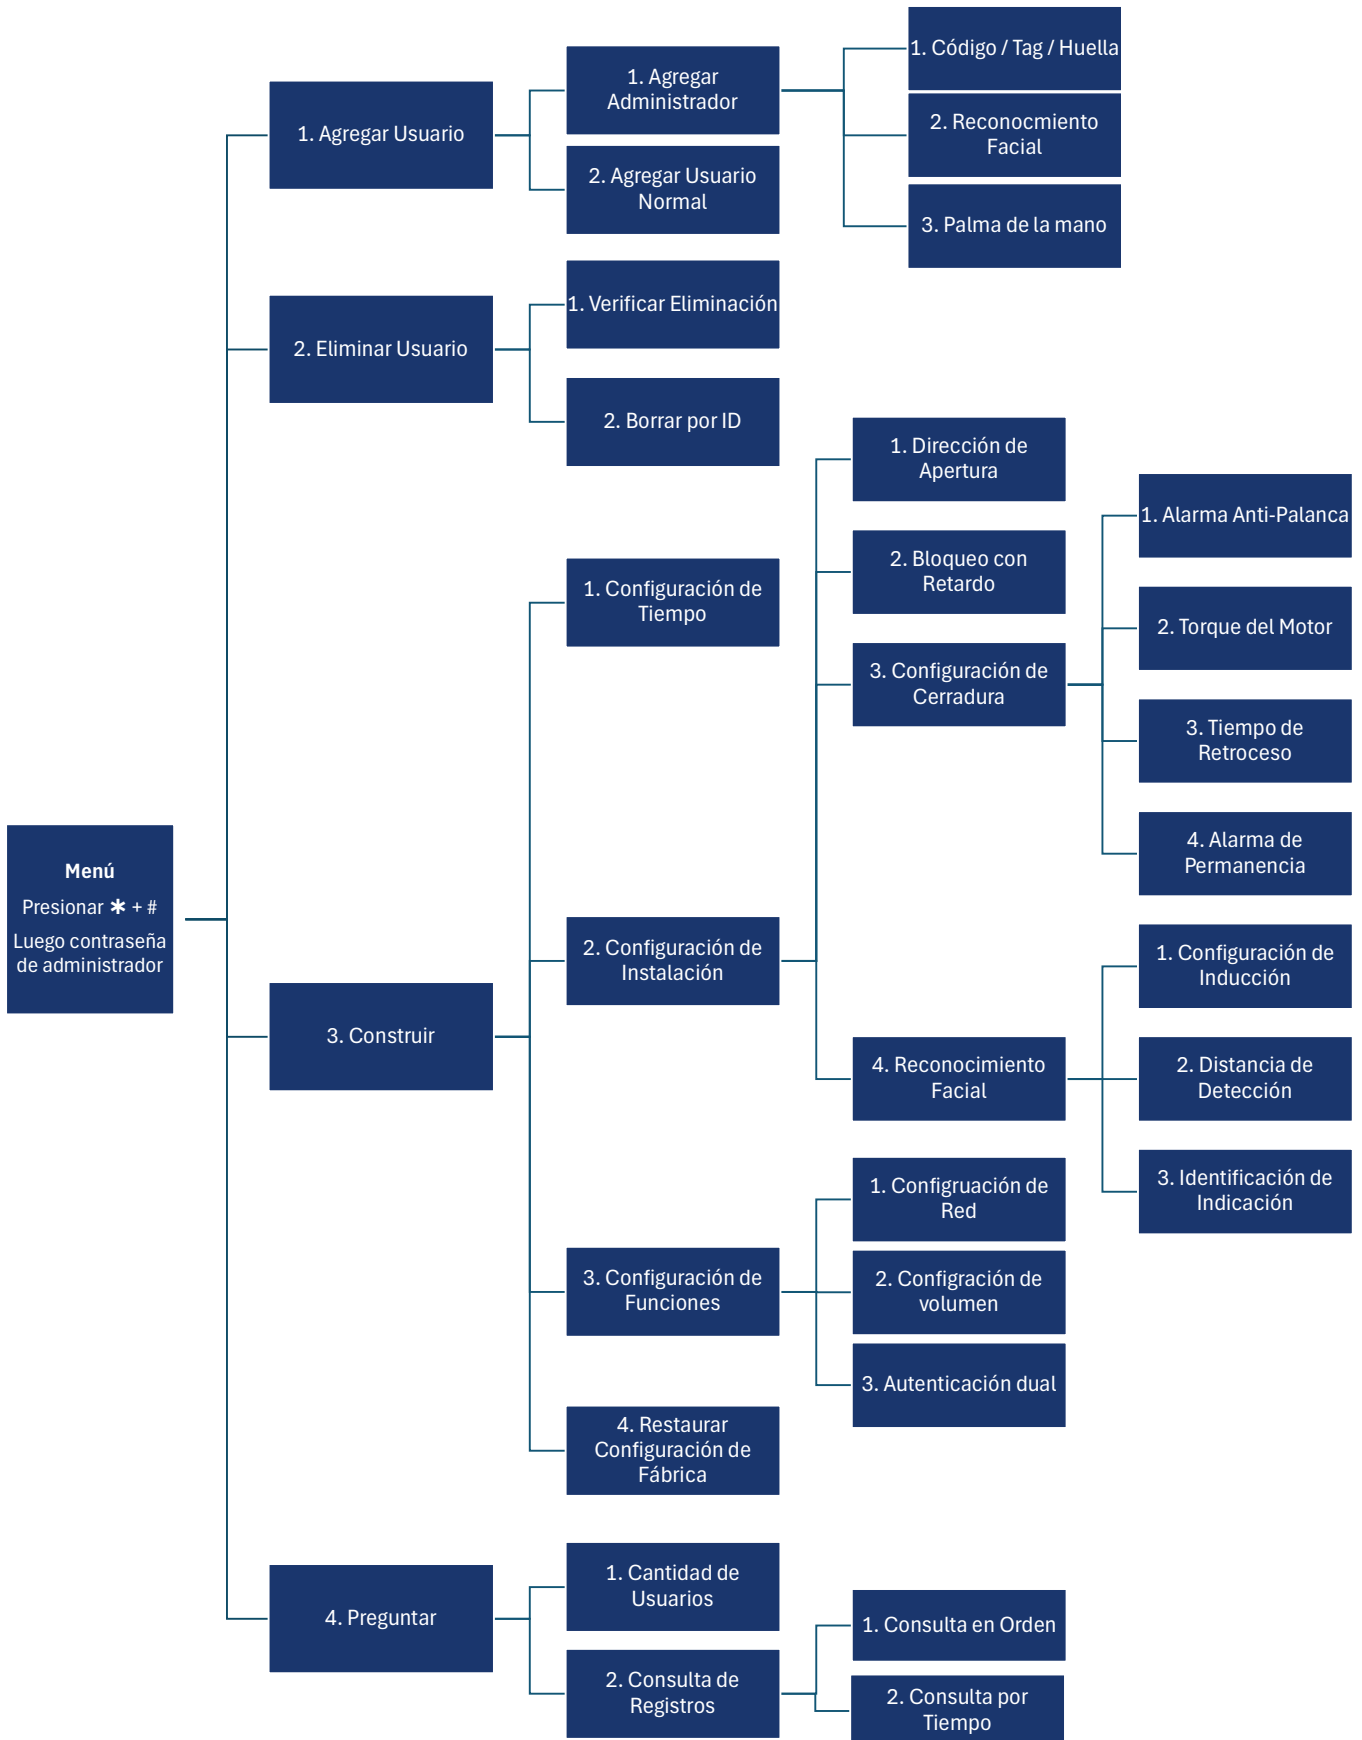 Menú
Presionar ✱ + #
Luego contraseña
de administrador
1. Agregar Usuario
1. Agregar
Administrador
1. Código / Tag / Huella
2. Reconocmiento
Facial
3. Palma de la mano
2. Agregar Usuario
Normal
2. Eliminar Usuario
1. Verificar Eliminación
2. Borrar por ID
3. Construir
1. Configuración de
Tiempo
2. Configuración de
Instalación
1. Dirección de
Apertura
2. Bloqueo con
Retardo
3. Configuración de
Cerradura
1. Alarma Anti-Palanca
2. Torque del Motor
3. Tiempo de
Retroceso
4. Alarma de
Permanencia
4. Reconocimiento
Facial
1. Configuración de
Inducción
2. Distancia de
Detección
3. Identificación de
Indicación
3. Configuración de
Funciones
1. Configruación de
Red
2. Configración de
volumen
3. Autenticación dual
4. Restaurar
Configuración de
Fábrica
4. Preguntar
1. Cantidad de
Usuarios
2. Consulta de
Registros
1. Consulta en Orden
2. Consulta por
Tiempo